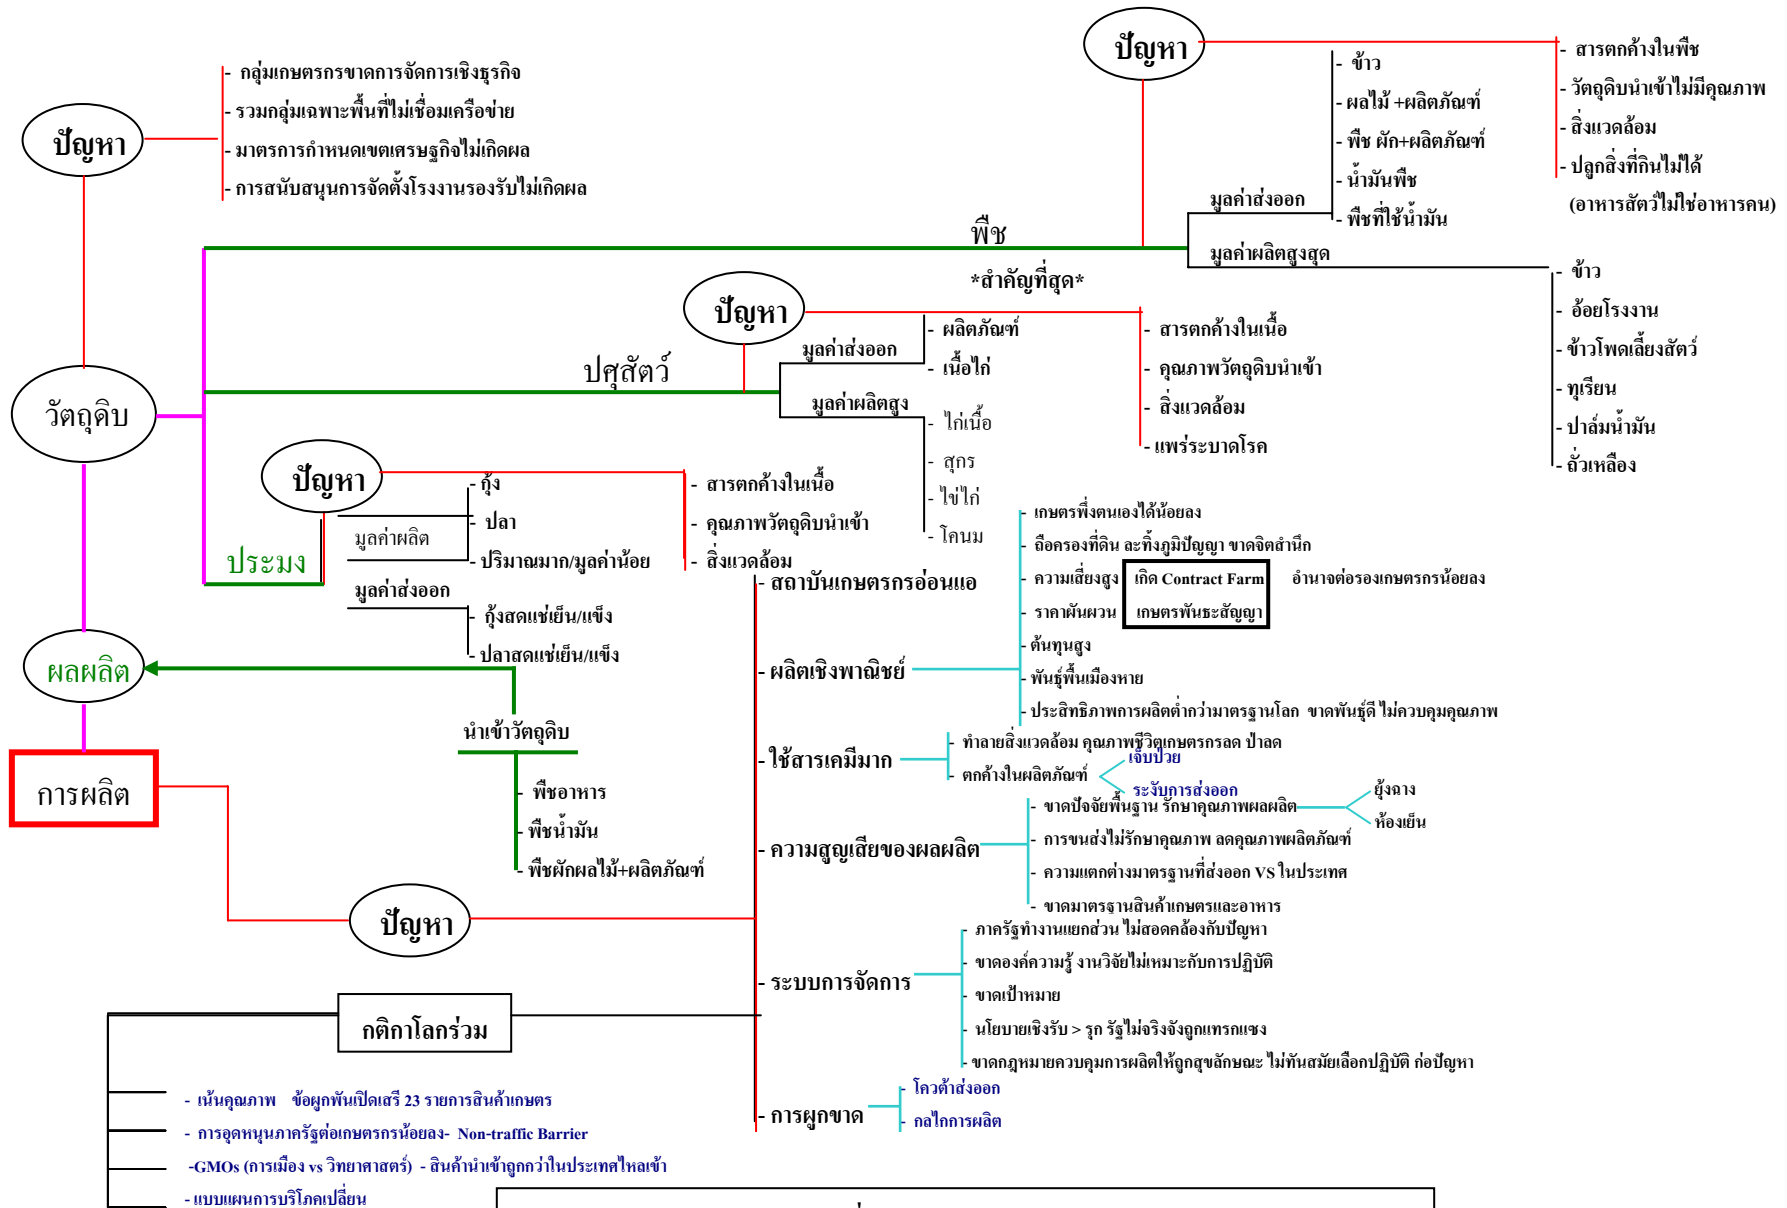 ปัญหา
- กลุ่มเกษตรกรขาดการจัดการเชิงธุรกิจ
- รวมกลุ่มเฉพาะพื้นที่ไม่เชื่อมเครือข่าย
- มาตรการกำหนดเขตเศรษฐกิจไม่เกิดผล
- การสนับสนุนการจัดตั้งโรงงานรองรับไม่เกิดผล
ปัญหา
- สารตกค้างในพืช
- วัตถุดิบนำเข้าไม่มีคุณภาพ
- สิ่งแวดล้อม
- ปลูกสิ่งที่กินไม่ได้
(อาหารสัตว์ไม่ใช่อาหารคน)
พืช
*สำคัญที่สุด*
มูลค่าส่งออก
- ข้าว
- ผลไม้ +ผลิตภัณฑ์
- พืช ผัก+ผลิตภัณฑ์
- น้ำมันพืช
- พืชที่ใช้น้ำมัน
มูลค่าผลิตสูงสุด
- ข้าว
- อ้อยโรงงาน
- ข้าวโพดเลี้ยงสัตว์
- ทุเรียน
- ปาล์มน้ำมัน
- ถั่วเหลือง
วัตถุดิบ
ปศุสัตว์
ปัญหา
- สารตกค้างในเนื้อ
- คุณภาพวัตถุดิบนำเข้า
- สิ่งแวดล้อม
- แพร่ระบาดโรค
มูลค่าส่งออก
- ผลิตภัณฑ์
- เนื้อไก่
มูลค่าผลิตสูง
- ไก่เนื้อ
- สุกร
- ไข่ไก่
- โคนม
ประมง
ปัญหา
- สารตกค้างในเนื้อ
- คุณภาพวัตถุดิบนำเข้า
- สิ่งแวดล้อม
มูลค่าผลิต
- กุ้ง
- ปลา
- ปริมาณมาก/มูลค่าน้อย
มูลค่าส่งออก
- กุ้งสดแช่เย็น/แข็ง
- ปลาสดแช่เย็น/แข็ง
ผลผลิต
นำเข้าวัตถุดิบ
- พืชอาหาร
- พืชน้ำมัน
- พืชผักผลไม้+ผลิตภัณฑ์
การผลิต
ปัญหา
- สถาบันเกษตรกรอ่อนแอ
- ผลิตเชิงพาณิชย์
- เกษตรพึ่งตนเองได้น้อยลง
- ถือครองที่ดิน ละทิ้งภูมิปัญญา ขาดจิตสำนึก
- ความเสี่ยงสูง เกิด Contract Farm อำนาจต่อรองเกษตรกรน้อยลง
- ราคาผันผวน เกษตรพันธะสัญญา
- ต้นทุนสูง
- พันธุ์พื้นเมืองหาย
- ประสิทธิภาพการผลิตต่ำกว่ามาตรฐานโลก ขาดพันธุ์ดี ไม่ควบคุมคุณภาพ
- ใช้สารเคมีมาก
- ทำลายสิ่งแวดล้อม คุณภาพชีวิตเกษตรกรลด ป่าลด
- ตกค้างในผลิตภัณฑ์
เจ็บป่วย
ระงับการส่งออก
- ความสูญเสียของผลผลิต
- ขาดปัจจัยพื้นฐาน รักษาคุณภาพผลผลิต
ยุ้งฉาง
ห้องเย็น
- การขนส่งไม่รักษาคุณภาพ ลดคุณภาพผลิตภัณฑ์
- ความแตกต่างมาตรฐานที่ส่งออก VS ในประเทศ
- ขาดมาตรฐานสินค้าเกษตรและอาหาร
- ระบบการจัดการ
- ภาครัฐทำงานแยกส่วน ไม่สอดคล้องกับปัญหา
- ขาดองค์ความรู้ งานวิจัยไม่เหมาะกับการปฏิบัติ
- ขาดเป้าหมาย
- นโยบายเชิงรับ > รุก รัฐไม่จริงจังถูกแทรกแซง
- ขาดกฎหมายควบคุมการผลิตให้ถูกสุขลักษณะ ไม่ทันสมัยเลือกปฏิบัติ ก่อปัญหา
- การผูกขาด
- โควต้าส่งออก
- กลไกการผลิต
กติกาโลกร่วม
- เน้นคุณภาพ ข้อผูกพันเปิดเสรี 23 รายการสินค้าเกษตร
- การอุดหนุนภาครัฐต่อเกษตรกรน้อยลง- Non-traffic Barrier
-GMOs (การเมือง vs วิทยาศาสตร์) - สินค้านำเข้าถูกกว่าในประเทศไหลเข้า
- แบบแผนการบริโภคเปลี่ยน